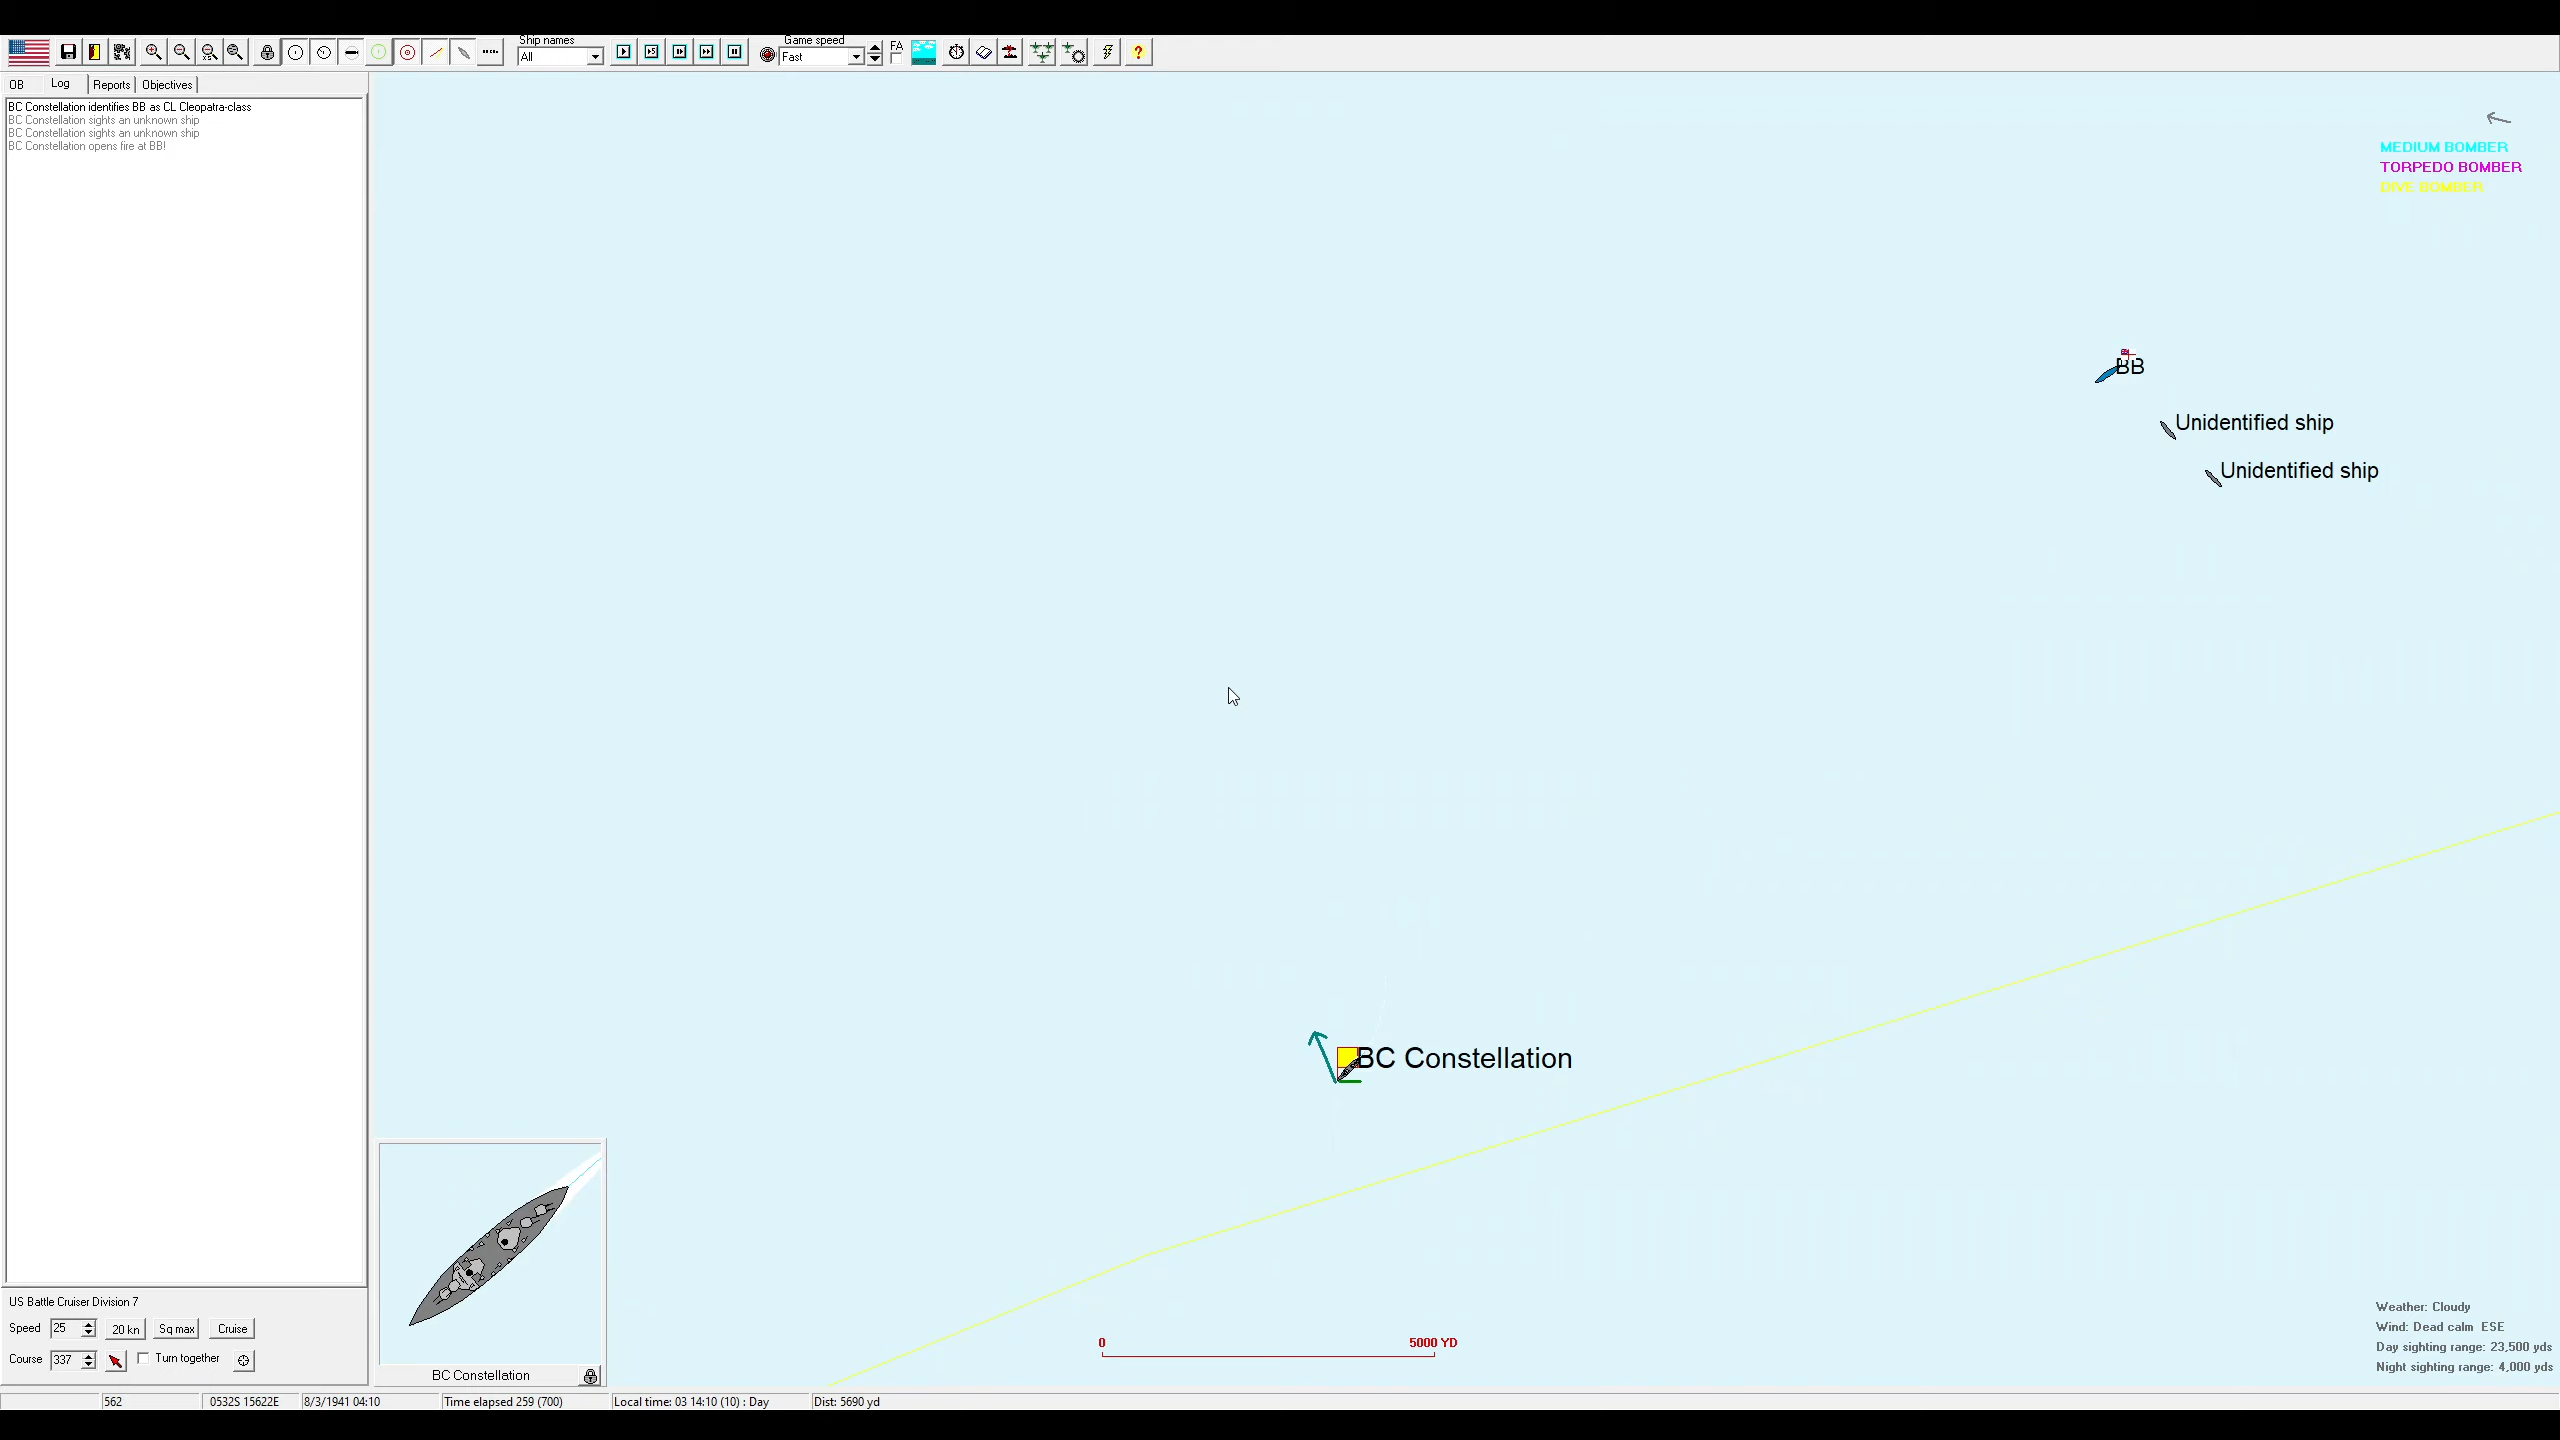 Ship names
Game speed
FA
All
Fast
?
OB
Log
Reports
Objectives
BC Constellation identifies BB as CL Cleopatra-class
BC Constellation sights an unknown ship
BC Constellation sights an unknown ship
BC Constellation opens fire at BB!
MEDIUM BOMBER
TORPEDO BOMBER
DIVE BOMBER
BB
Unidentified ship
Unidentified ship
BC Constellation
0
5000 YD
Weather: Cloudy
Wind: Dead calm ESE
Day sighting range: 23,500 yds
Night sighting range: 4,000 yds
US Battle Cruiser Division 7
Speed 25 20 kn Sq max Cruise
Course 337 Turn together
BC Constellation
562 0532S 15622E 8/3/1941 04:10 Time elapsed 259 (700) Local time: 03 14:10 (10) : Day Dist: 5690 yd